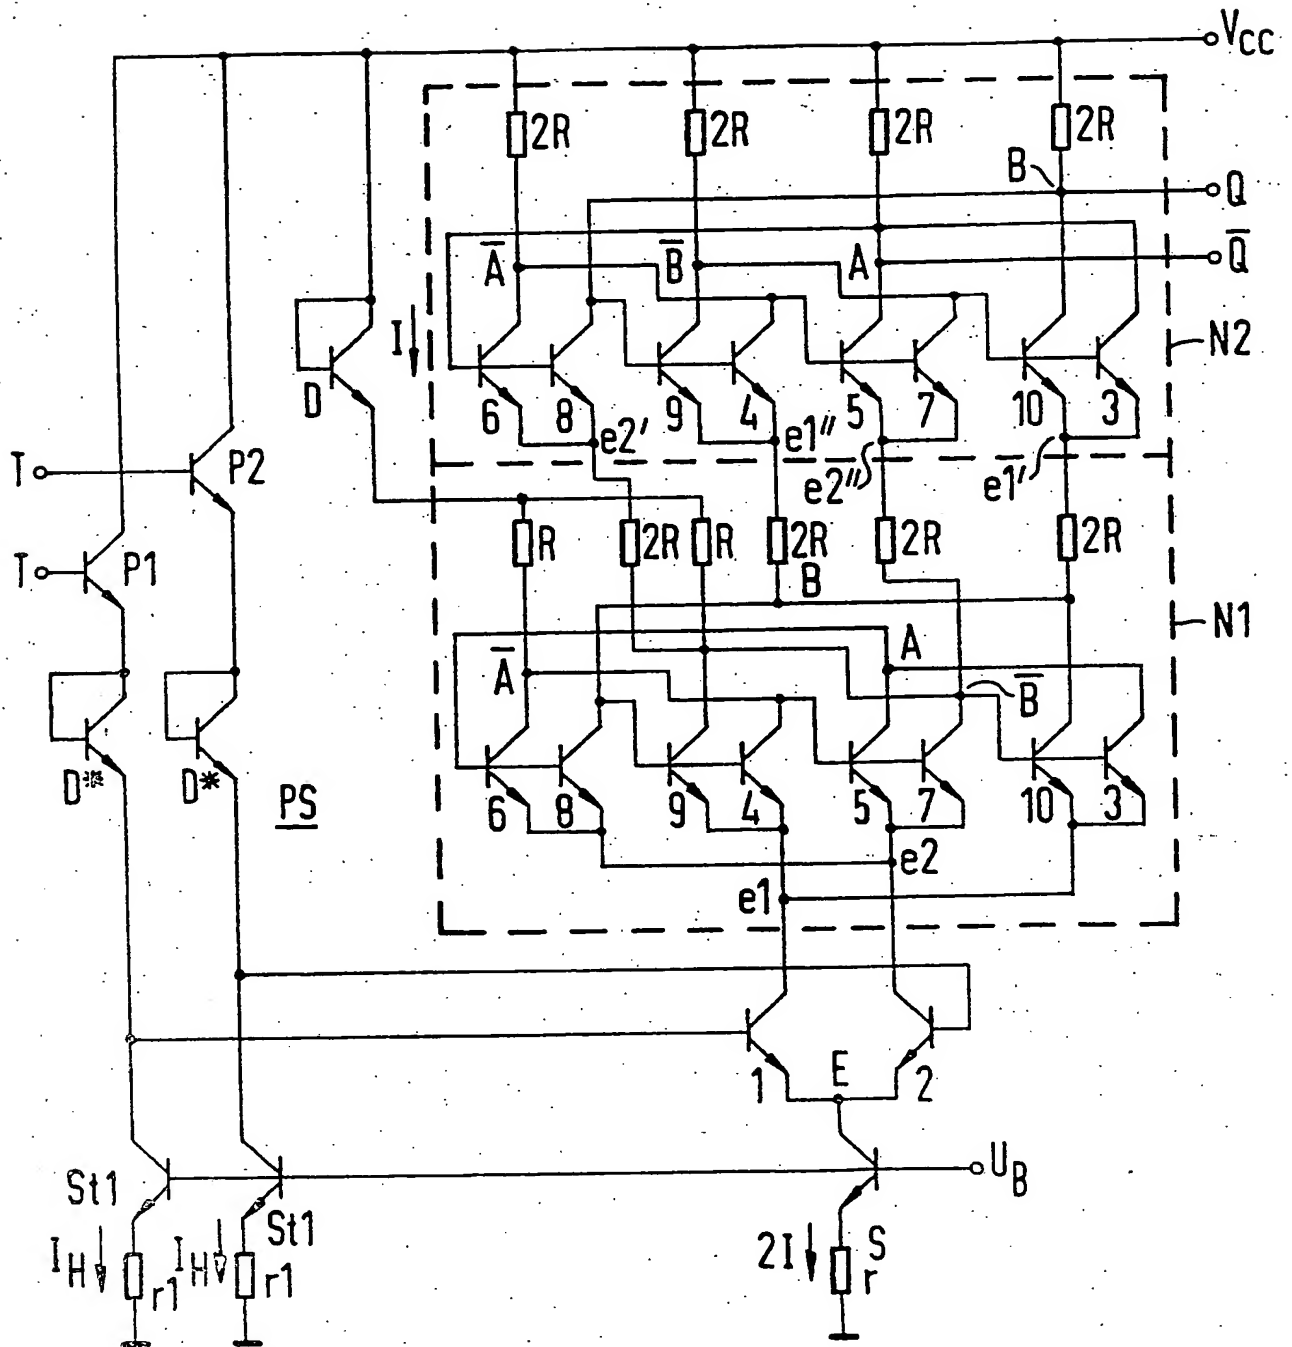 VCC
2R 2R 2R 2R
B Q
A̅ B̅ A Q̅
I N2
D 6 8 9 4 5 7 10 3
e2' e1'' e2'' e1'
T P2
T P1
R 2R R 2R 2R 2R
B
N1
A̅ A B̅
D* D* PS
6 8 9 4 5 7 10 3
e2
e1
1 E 2
St1 St1 UB
IH r1 IH r1 2I S r